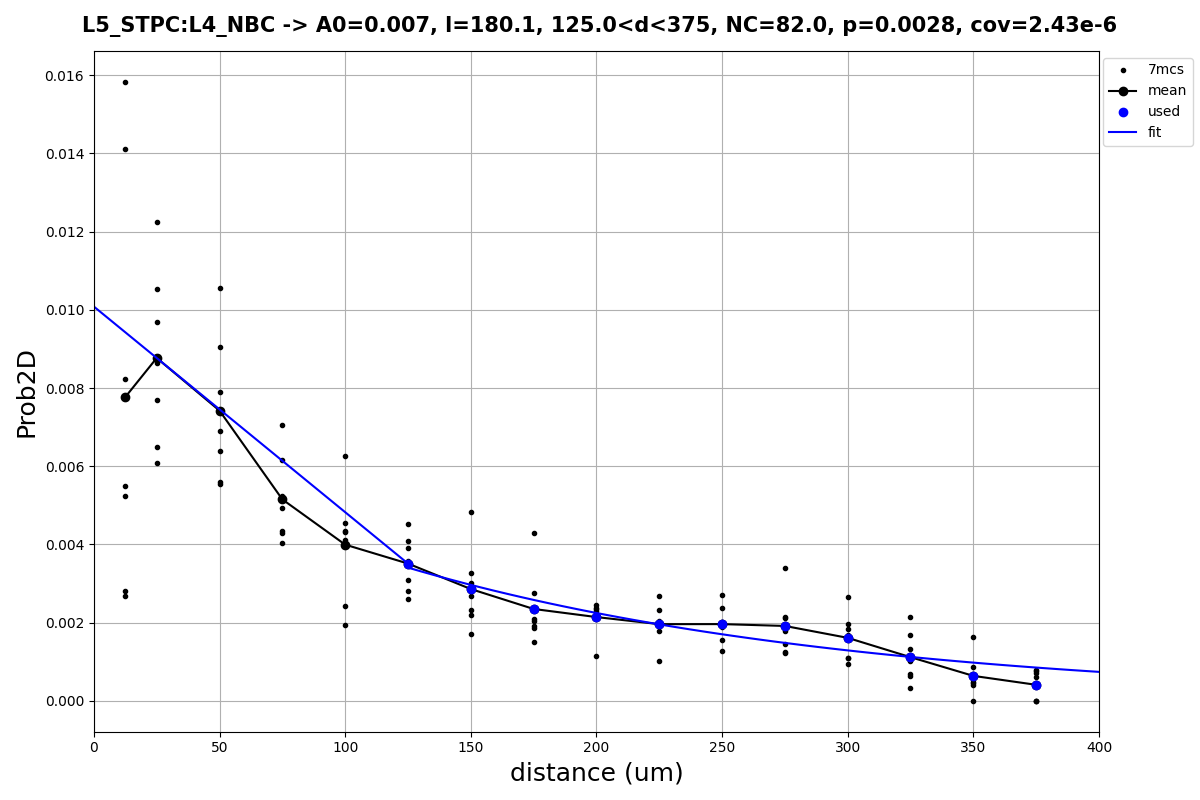 L5_STPC:L4_NBC -> A0=0.007, l=180.1, 125.0<d<375, NC=82.0, p=0.0028, cov=2.43e-6
7mcs
mean
used
fit
0.016
0.014
0.012
0.010
0.008
0.006
0.004
0.002
0.000
Prob2D
0 50 100 150 200 250 300 350 400
distance (um)